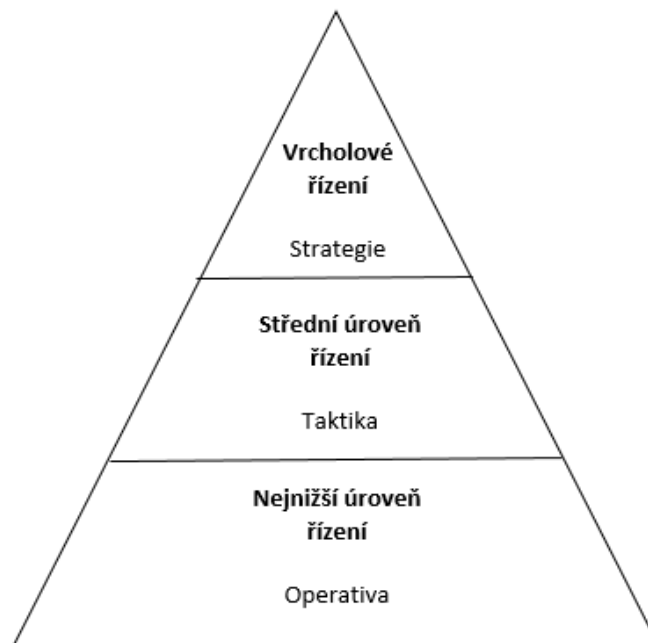 Vrcholové
řízení
Strategie
Střední úroveň
řízení
Taktika
Nejnižší úroveň
řízení
Operativa